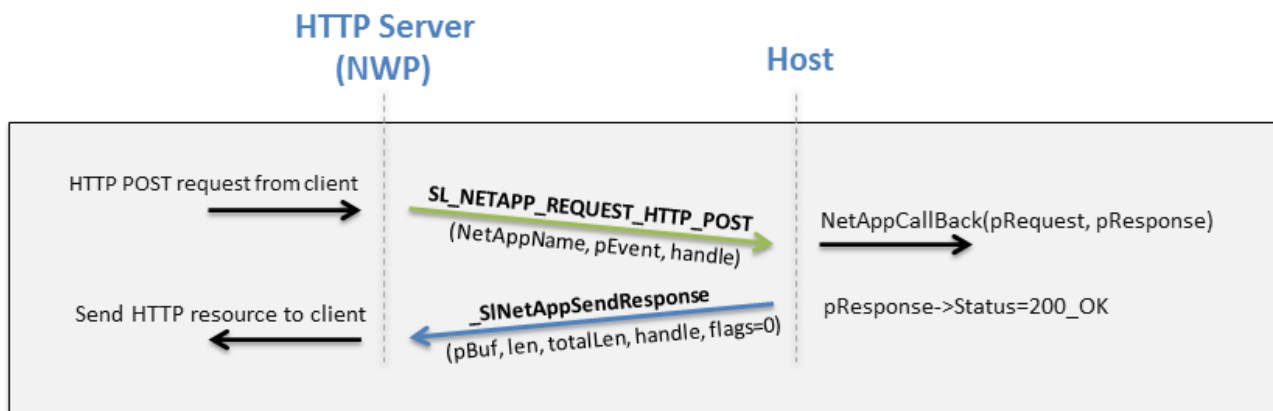 HTTP Server
(NWP)
Host
HTTP POST request from client
SL_NETAPP_REQUEST_HTTP_POST
(NetAppName, pEvent, handle)
NetAppCallBack(pRequest, pResponse)
Send HTTP resource to client
_SlNetAppSendResponse
(pBuf, len, totalLen, handle, flags=0)
pResponse->Status=200_OK